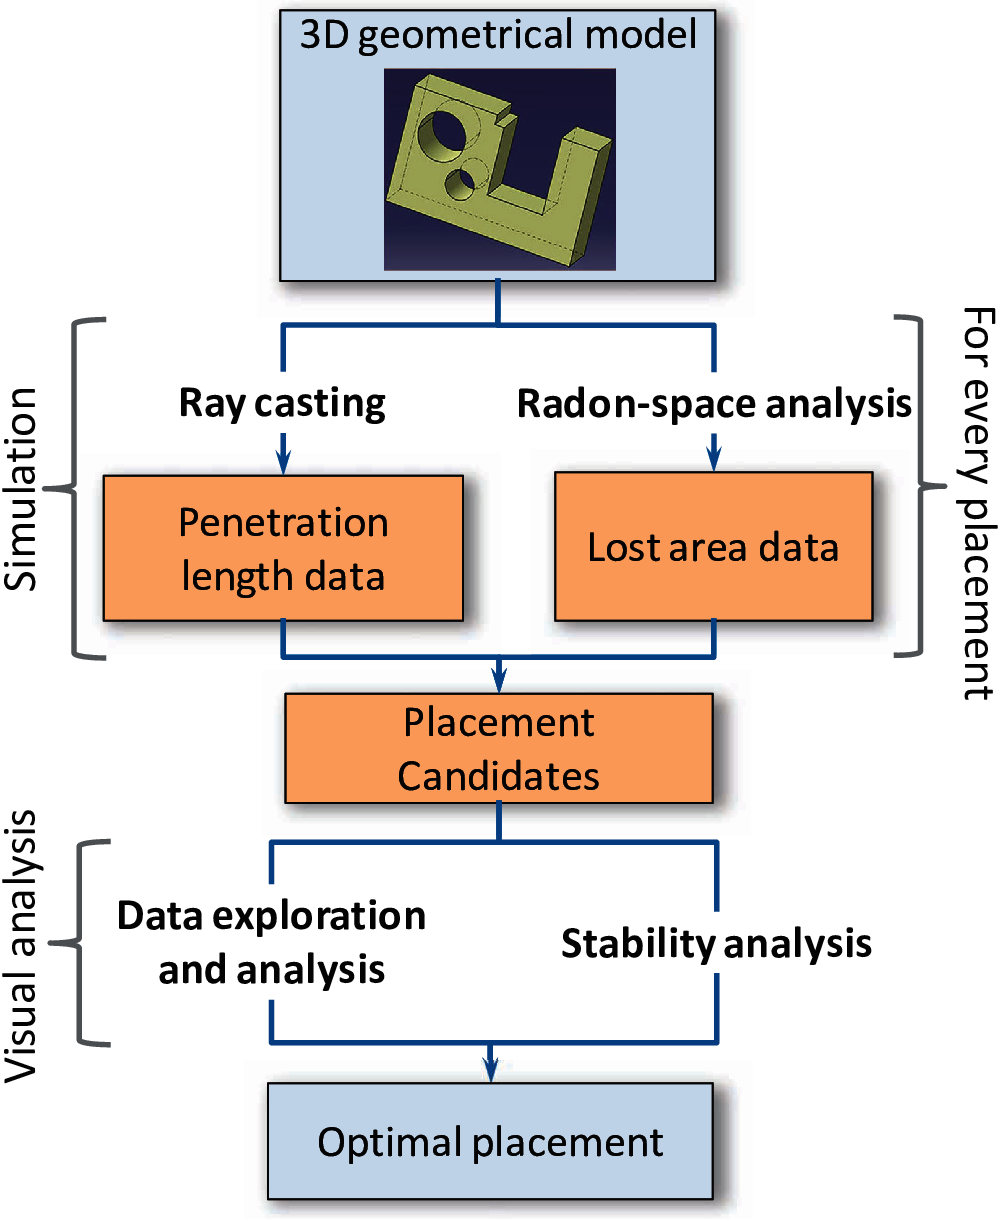 3D geometrical model
Simulation
For every placement
Ray casting
Radon-space analysis
Penetration
length data
Lost area data
Placement
Candidates
Visual analysis
Data exploration
and analysis
Stability analysis
Optimal placement